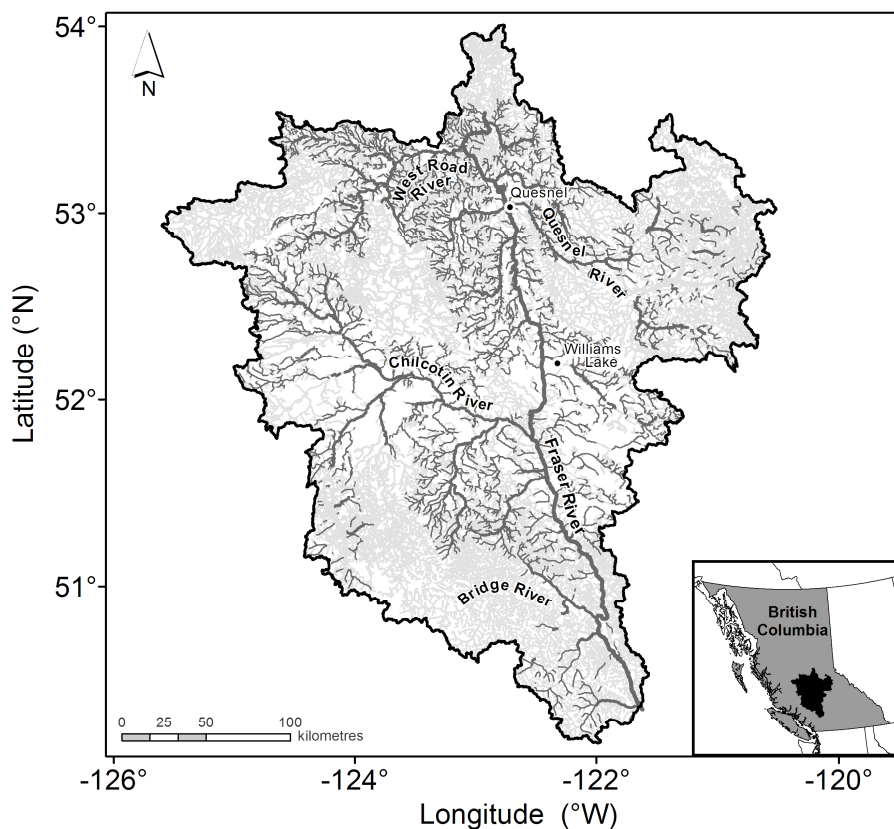 54°
53°
52°
51°
Latitude (°N)
N
West Road
River
Quesnel
Quesnel
River
Williams
Lake
Chilcotin River
Fraser River
Bridge River
British
Columbia
0 25 50 100
kilometres
-126° -124° -122° -120°
Longitude (°W)